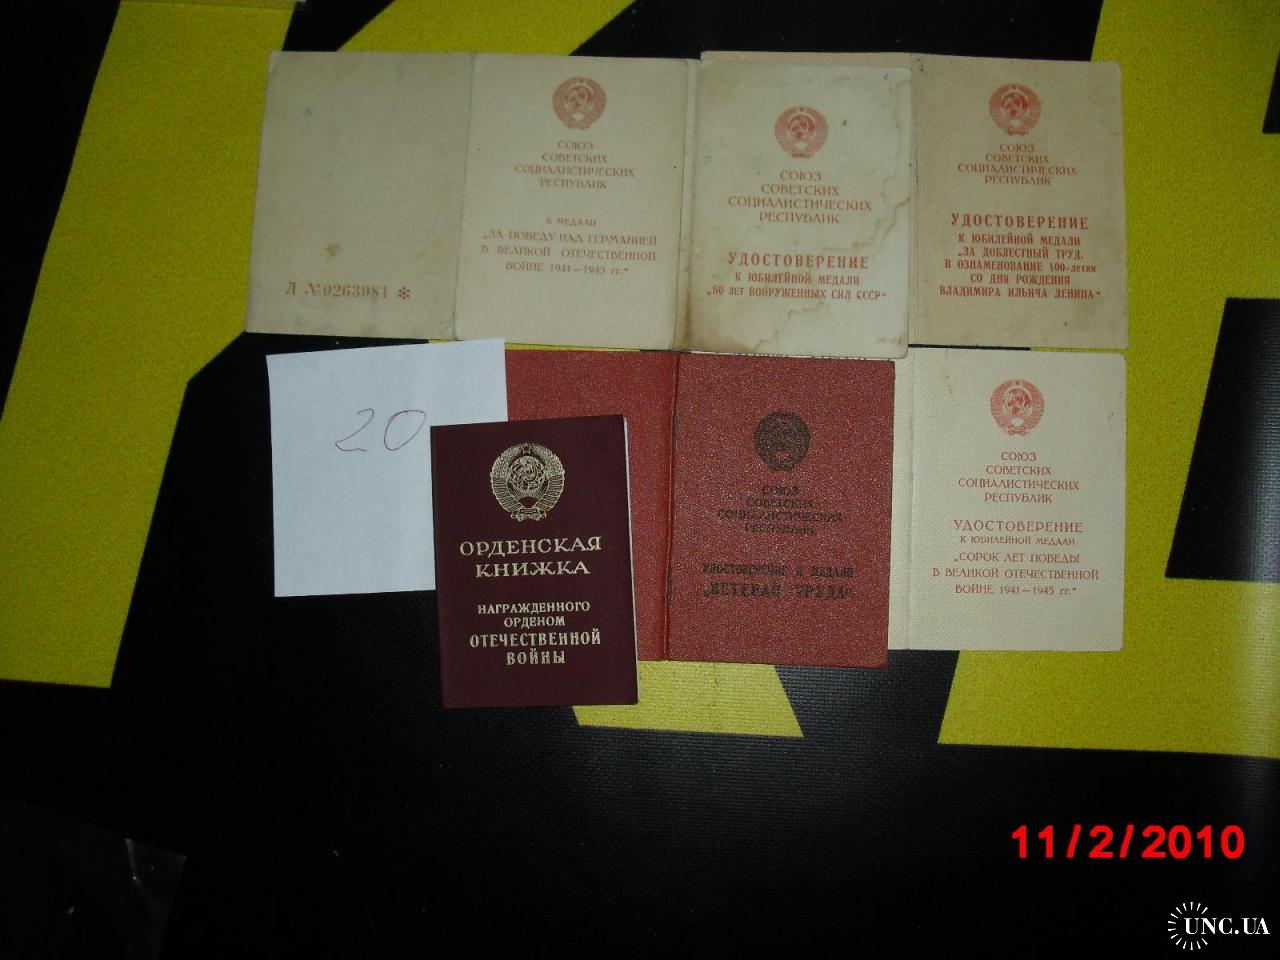 СОЮЗ
СОВЕТСКИХ
СОЦИАЛИСТИЧЕСКИХ
РЕСПУБЛИК
К МЕДАЛИ
„ЗА ПОБЕДУ НАД ГЕРМАНИЕЙ
В ВЕЛИКОЙ ОТЕЧЕСТВЕННОЙ
ВОЙНЕ 1941—1945 гг."
Л №0263981 ✻
СОЮЗ
СОВЕТСКИХ
СОЦИАЛИСТИЧЕСКИХ
РЕСПУБЛИК
УДОСТОВЕРЕНИЕ
К ЮБИЛЕЙНОЙ МЕДАЛИ
„50 ЛЕТ ВООРУЖЕННЫХ СИЛ СССР"
СОЮЗ
СОВЕТСКИХ
СОЦИАЛИСТИЧЕСКИХ
РЕСПУБЛИК
УДОСТОВЕРЕНИЕ
К ЮБИЛЕЙНОЙ МЕДАЛИ
„ЗА ДОБЛЕСТНЫЙ ТРУД.
В ОЗНАМЕНОВАНИЕ 100-летия
СО ДНЯ РОЖДЕНИЯ
ВЛАДИМИРА ИЛЬИЧА ЛЕНИНА"
20
ОРДЕНСКАЯ
КНИЖКА
НАГРАЖДЕННОГО
ОРДЕНОМ
ОТЕЧЕСТВЕННОЙ
ВОЙНЫ
СОЮЗ
СОВЕТСКИХ
СОЦИАЛИСТИЧЕСКИХ
РЕСПУБЛИК
УДОСТОВЕРЕНИЕ К МЕДАЛИ
„ВЕТЕРАН ТРУДА"
СОЮЗ
СОВЕТСКИХ
СОЦИАЛИСТИЧЕСКИХ
РЕСПУБЛИК
УДОСТОВЕРЕНИЕ
К ЮБИЛЕЙНОЙ МЕДАЛИ
„СОРОК ЛЕТ ПОБЕДЫ
В ВЕЛИКОЙ ОТЕЧЕСТВЕННОЙ
ВОЙНЕ 1941—1945 гг."
11/2/2010
UNC.UA